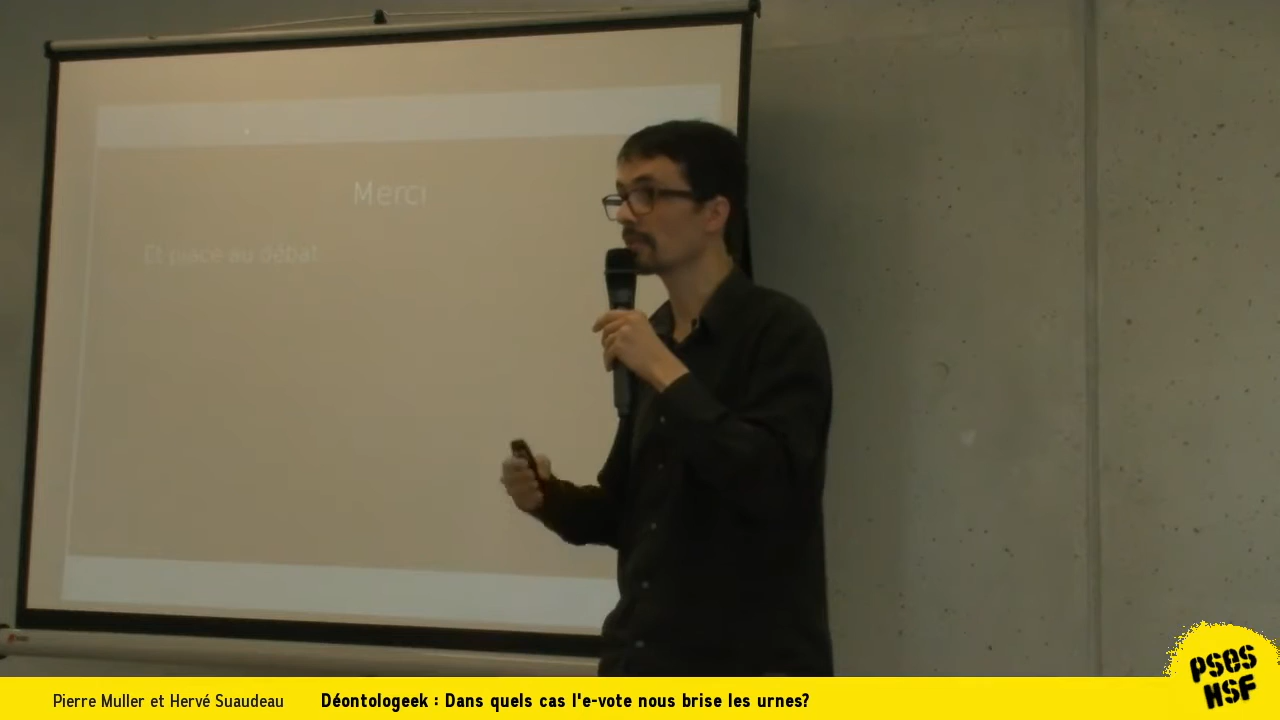 Merci
Et place au débat
Pierre Muller et Hervé Suaudeau
Déontologeek : Dans quels cas l'e-vote nous brise les urnes?
PSES
HSF